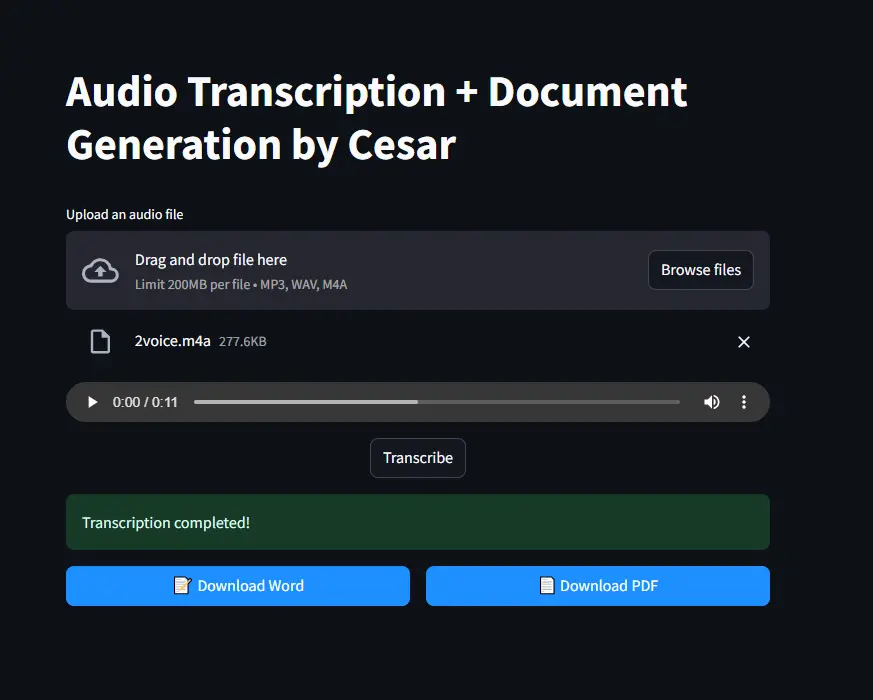 Audio Transcription + Document
Generation by Cesar
Upload an audio file
Drag and drop file here
Limit 200MB per file • MP3, WAV, M4A
Browse files
2voice.m4a 277.6KB
0:00 / 0:11
Transcribe
Transcription completed!
Download Word
Download PDF